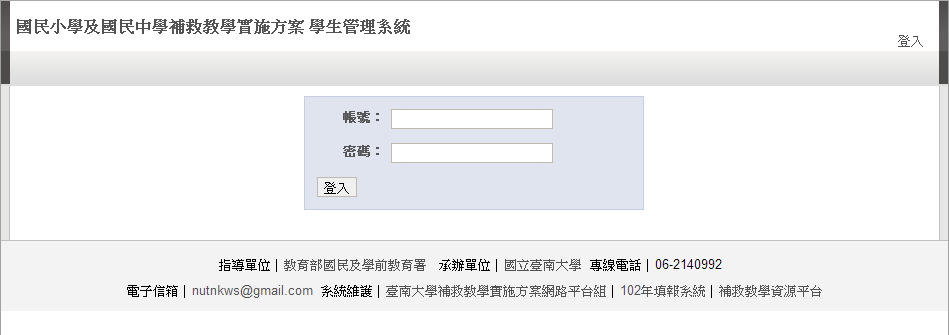 國民小學及國民中學補救教學實施方案 學生管理系統
登入
帳號：
密碼：
登入
指導單位 | 教育部國民及學前教育署 承辦單位 | 國立臺南大學 專線電話 | 06-2140992
電子信箱 | nutnkws@gmail.com 系統維護 | 臺南大學補救教學實施方案網路平台組 | 102年填報系統 | 補救教學資源平台